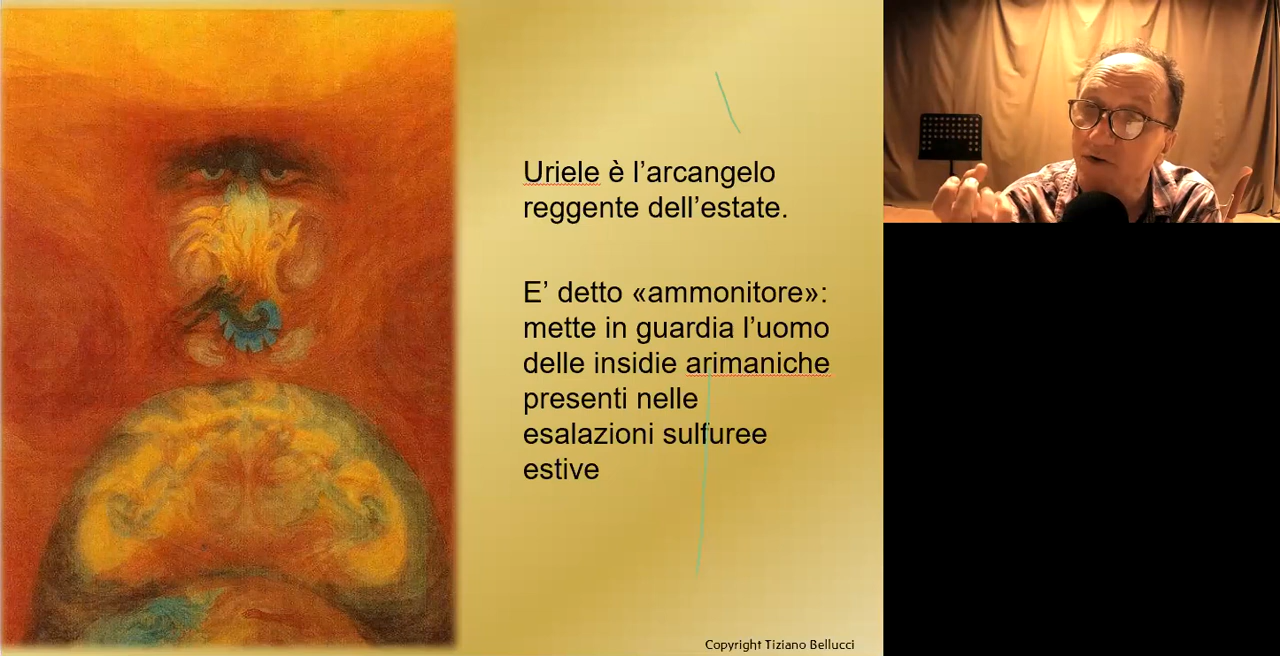 Uriele è l’arcangelo
reggente dell’estate.
E’ detto «ammonitore»:
mette in guardia l’uomo
delle insidie arimaniche
presenti nelle
esalazioni sulfuree
estive
Copyright Tiziano Bellucci